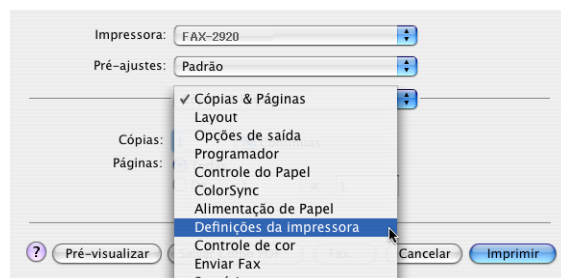 Impressora: FAX-2920
Pré-ajustes: Padrão
✓ Cópias & Páginas
Layout
Opções de saída
Cópias:
Programador
Páginas:
Controle do Papel
ColorSync
Alimentação de Papel
Definições da impressora
Controle de cor
Enviar Fax
? Pré-visualizar Cancelar Imprimir